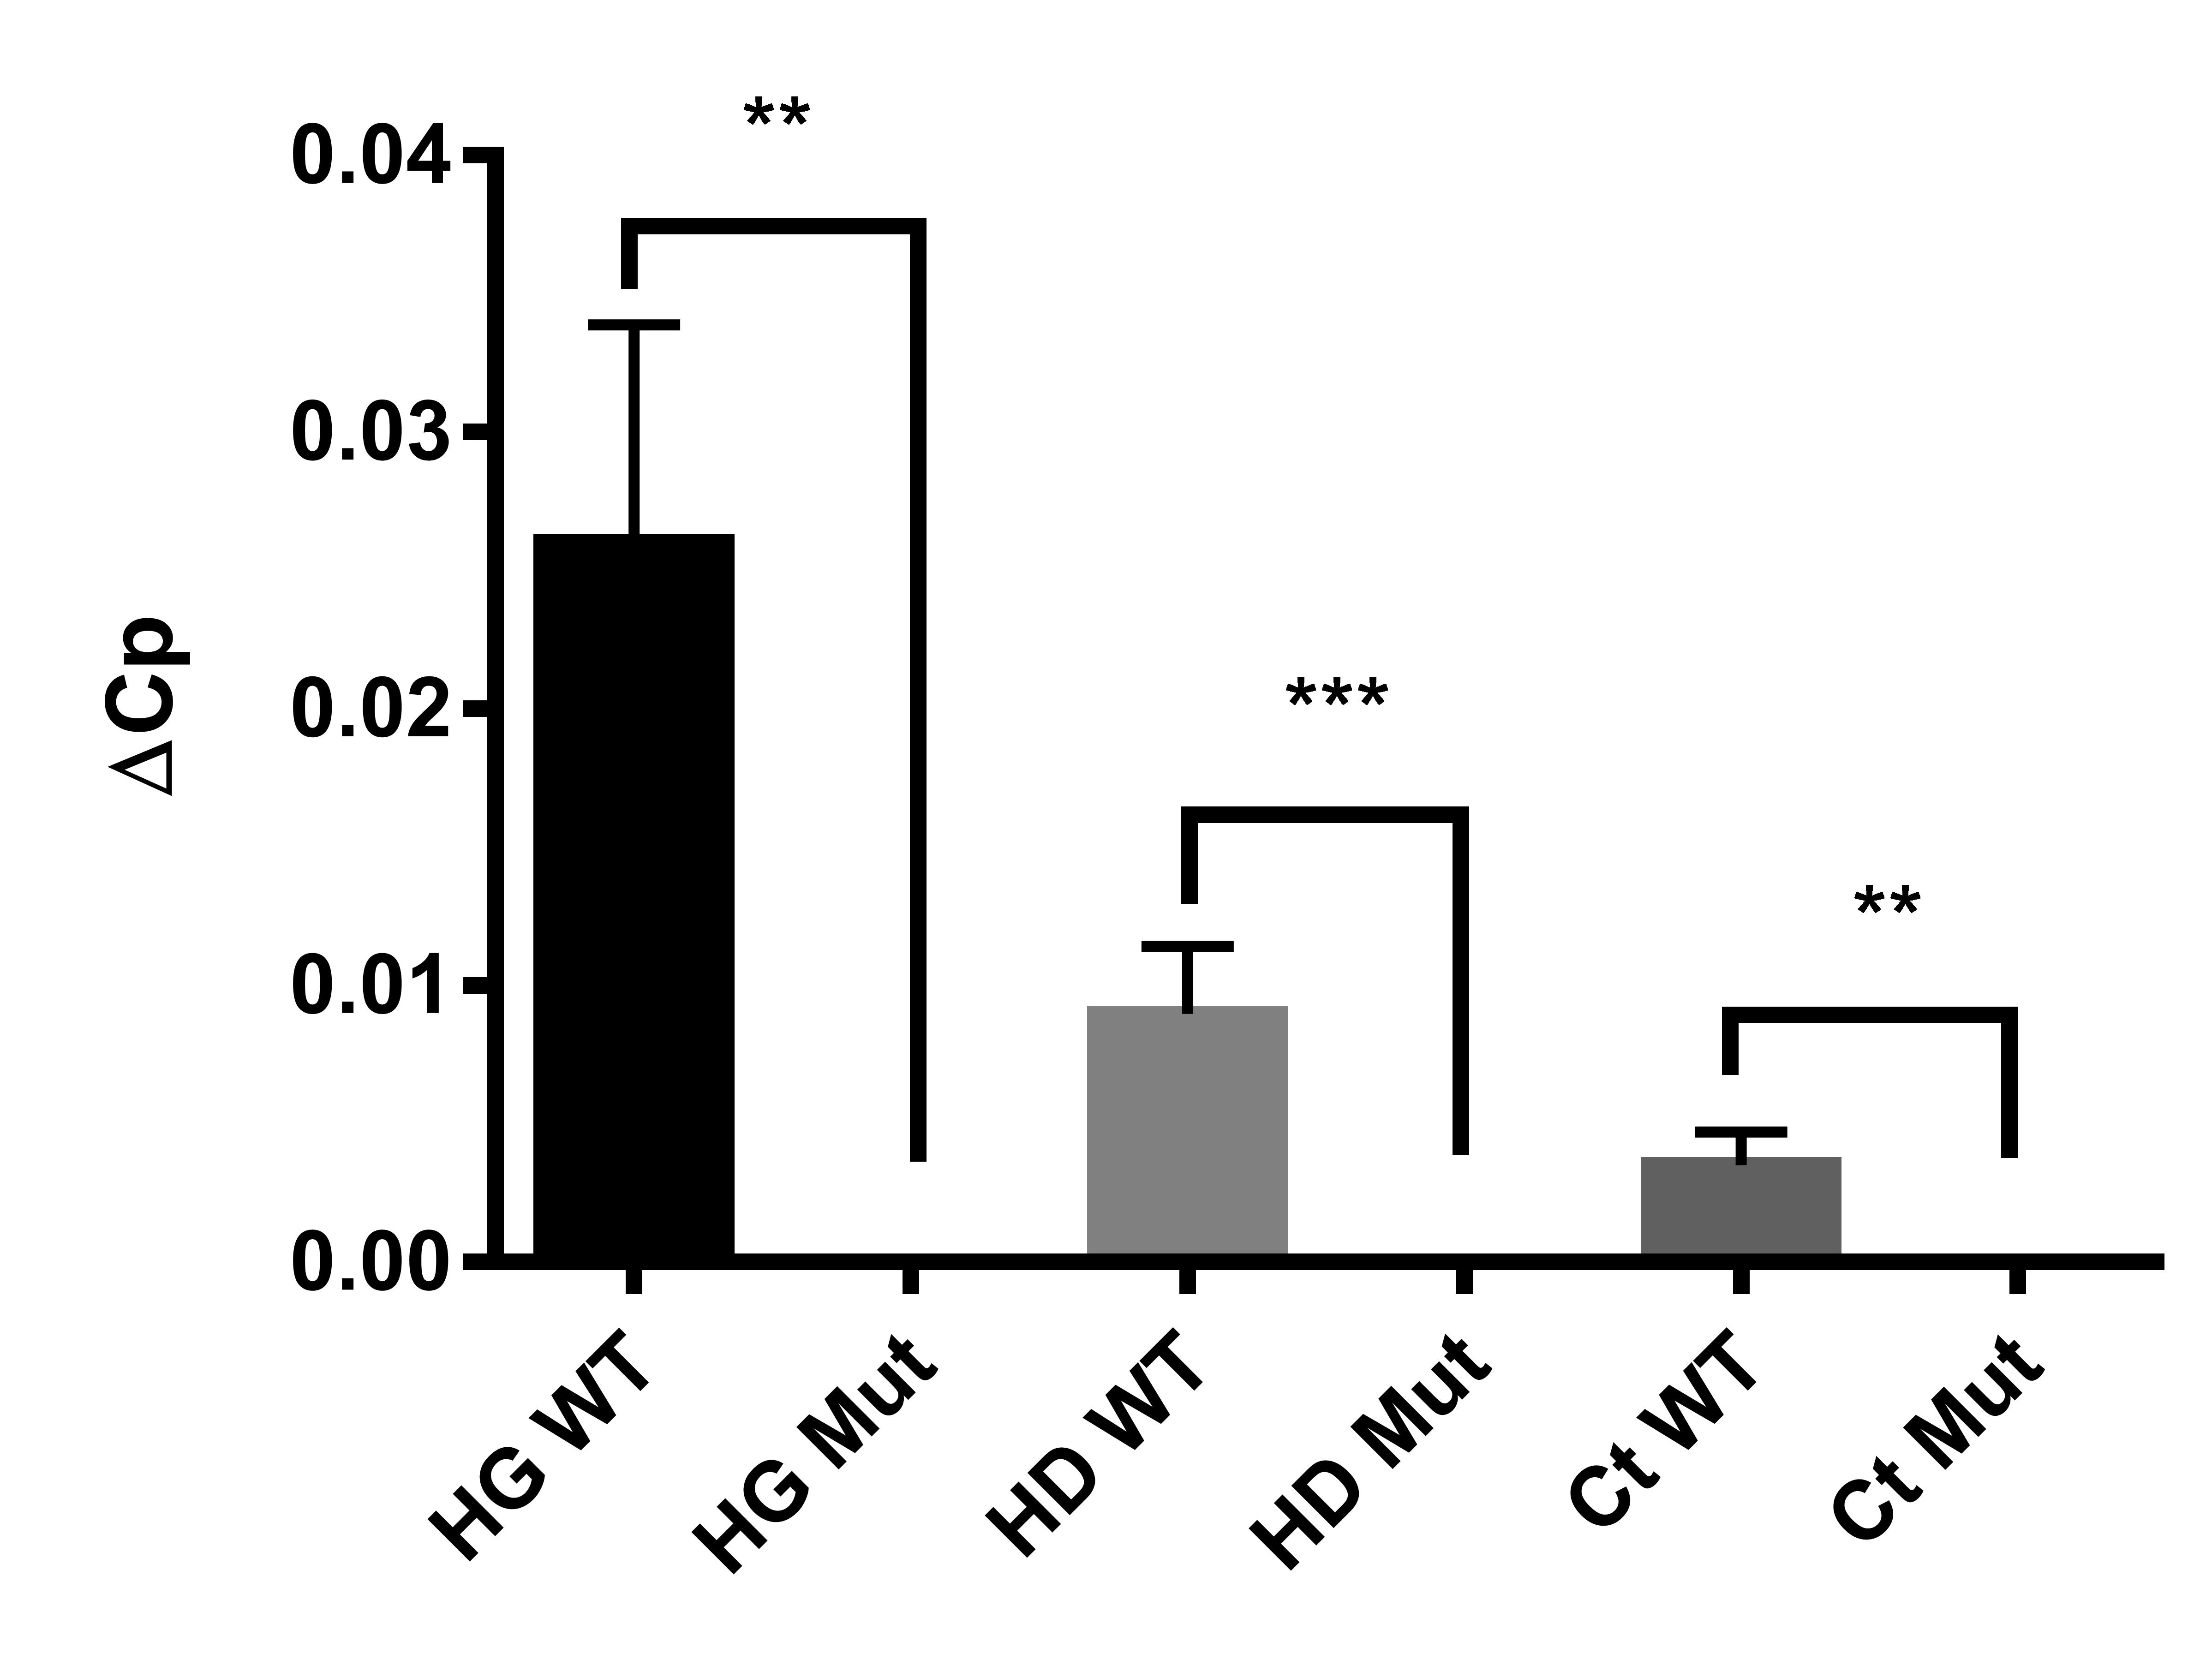 **
0.04
0.03
***
0.02
**
0.01
0.00
ΔCp
HG WT
HG Mut
HD WT
HD Mut
Ct WT
Ct Mut